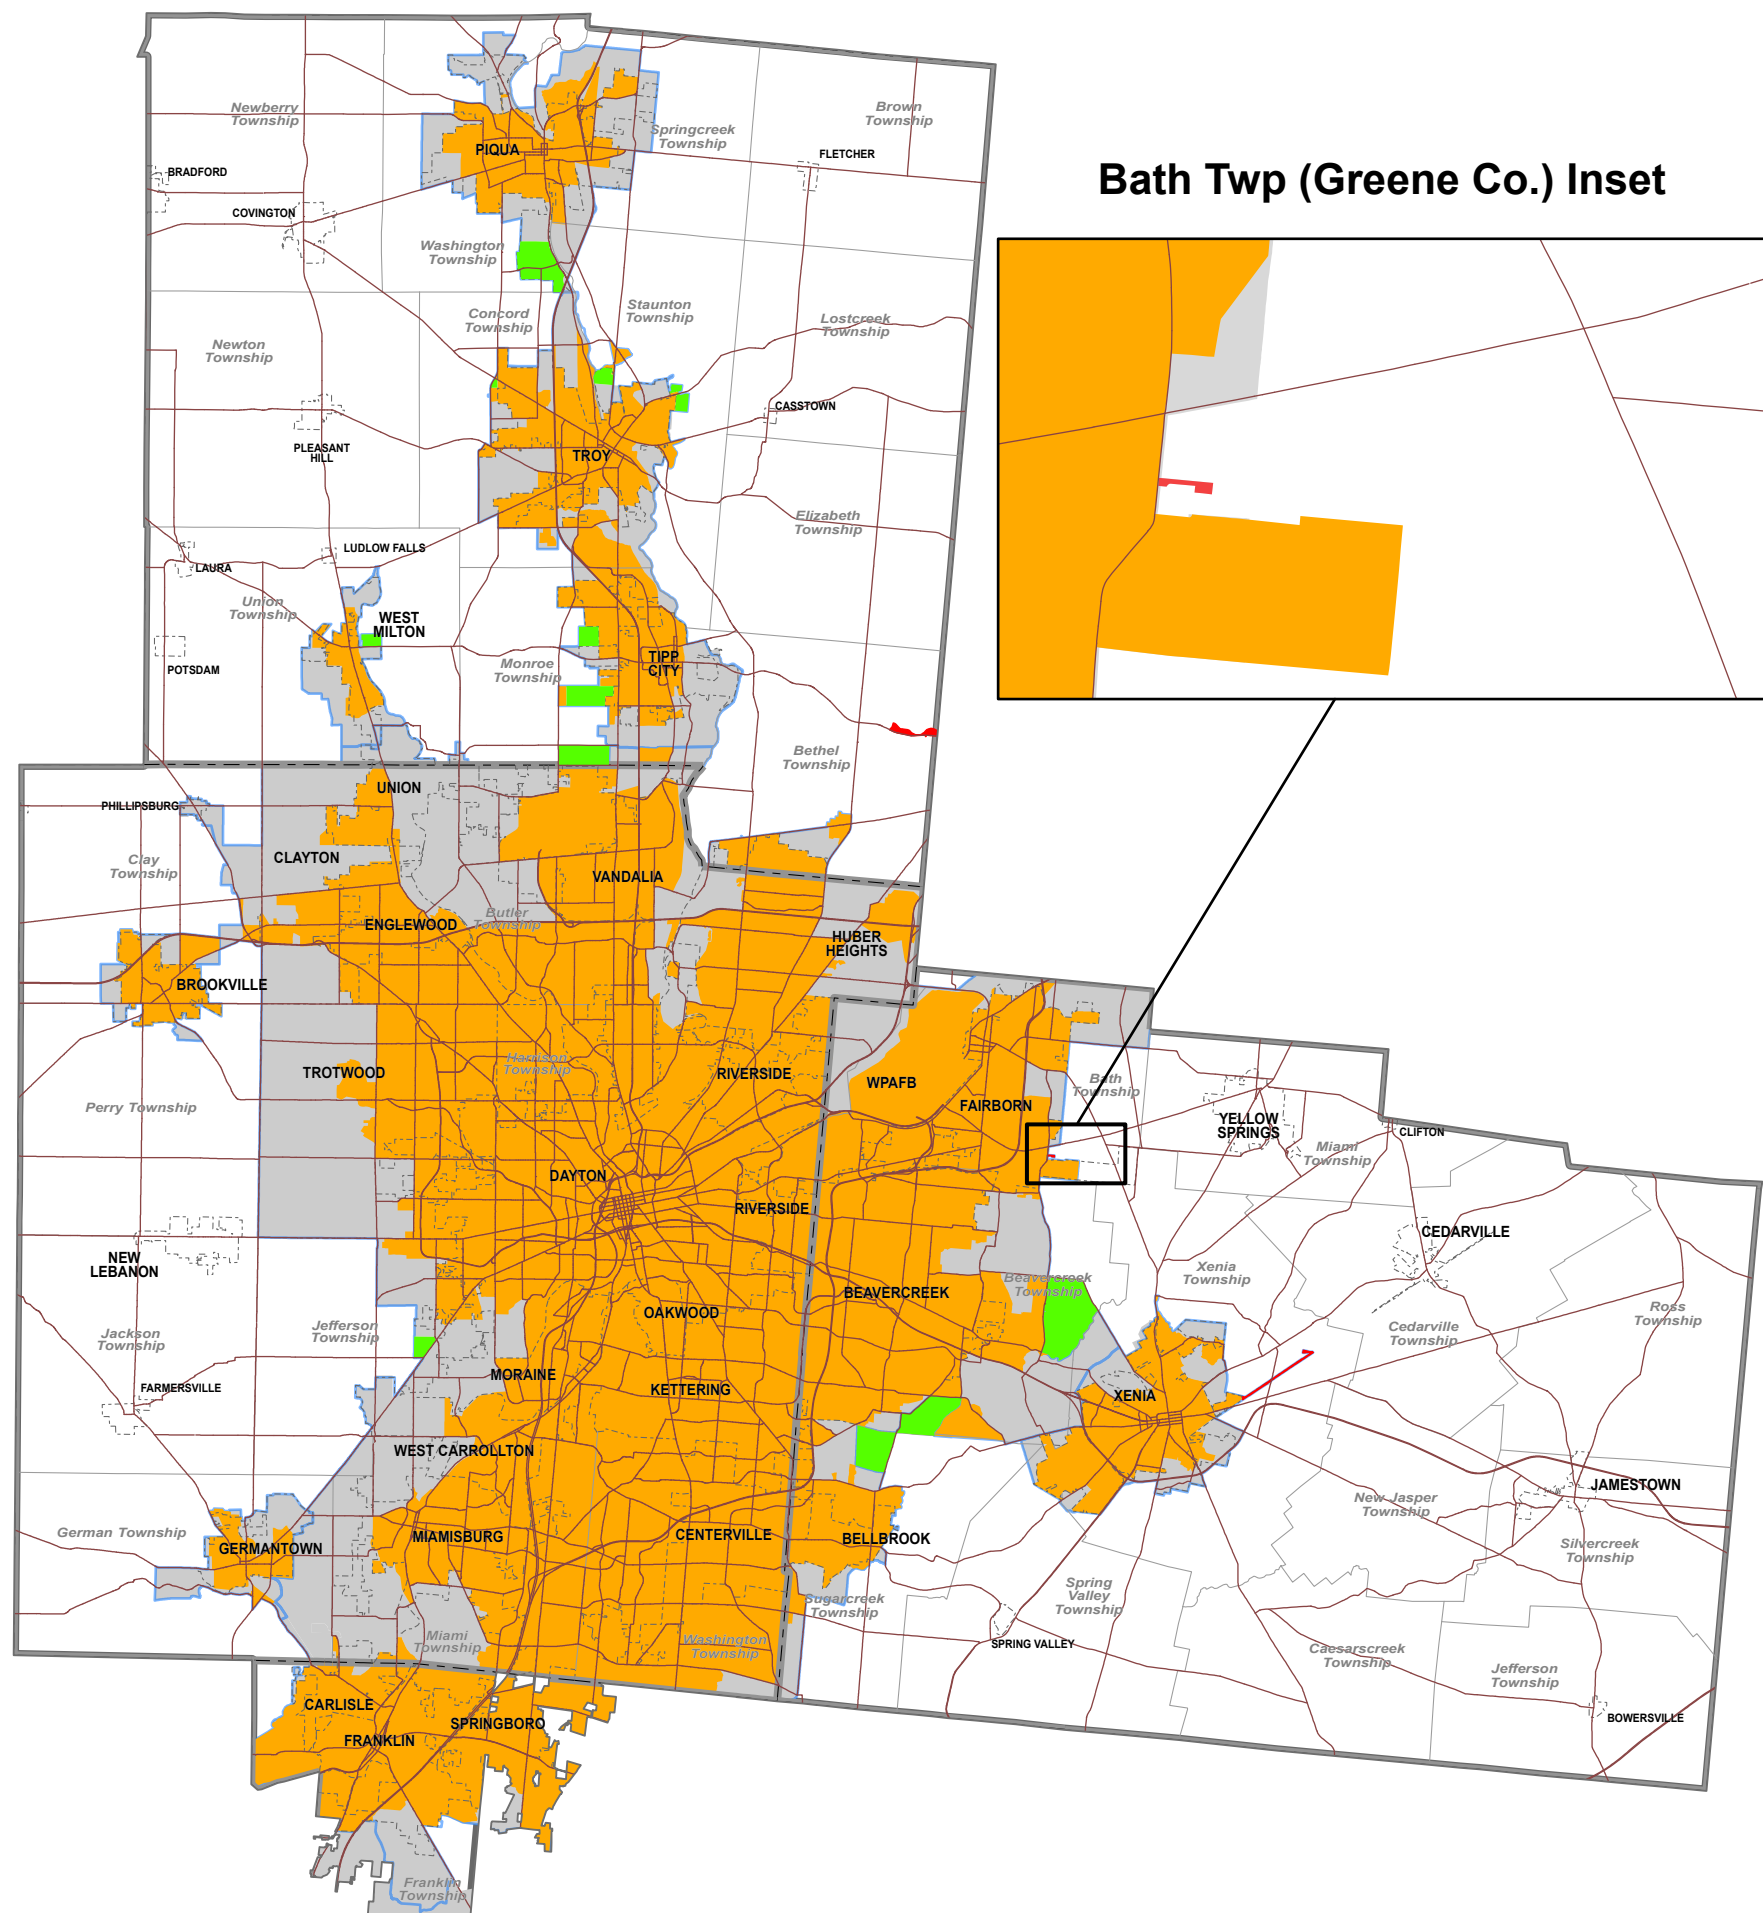 Newberry
Township
Brown
Township
Springcreek
Township
PIQUA
FLETCHER
BRADFORD
Bath Twp (Greene Co.) Inset
COVINGTON
Washington
Township
Staunton
Township
Concord
Township
Lostcreek
Township
Newton
Township
CASSTOWN
PLEASANT
HILL
TROY
Elizabeth
Township
LUDLOW FALLS
LAURA
Union
Township
WEST
MILTON
POTSDAM
Monroe
Township
TIPP
CITY
Bethel
Township
UNION
PHILLIPSBURG
Clay
Township
CLAYTON
VANDALIA
Butler
Township
ENGLEWOOD
HUBER
HEIGHTS
BROOKVILLE
Harrison
Township
TROTWOOD
RIVERSIDE
WPAFB
Bath
Township
FAIRBORN
Perry Township
YELLOW
SPRINGS
CLIFTON
Miami
Township
DAYTON
RIVERSIDE
CEDARVILLE
NEW
LEBANON
Xenia
Township
Beavercreek
Township
BEAVERCREEK
OAKWOOD
Ross
Township
Jefferson
Township
Jackson
Township
Cedarville
Township
MORAINE
KETTERING
FARMERSVILLE
XENIA
WEST CARROLLTON
JAMESTOWN
New Jasper
Township
German Township
GERMANTOWN
MIAMISBURG
CENTERVILLE
BELLBROOK
Silvercreek
Township
Spring
Valley
Township
Sugarcreek
Township
Miami
Township
Washington
Township
SPRING VALLEY
Caesarscreek
Township
Jefferson
Township
CARLISLE
SPRINGBORO
BOWERSVILLE
FRANKLIN
Franklin
Township